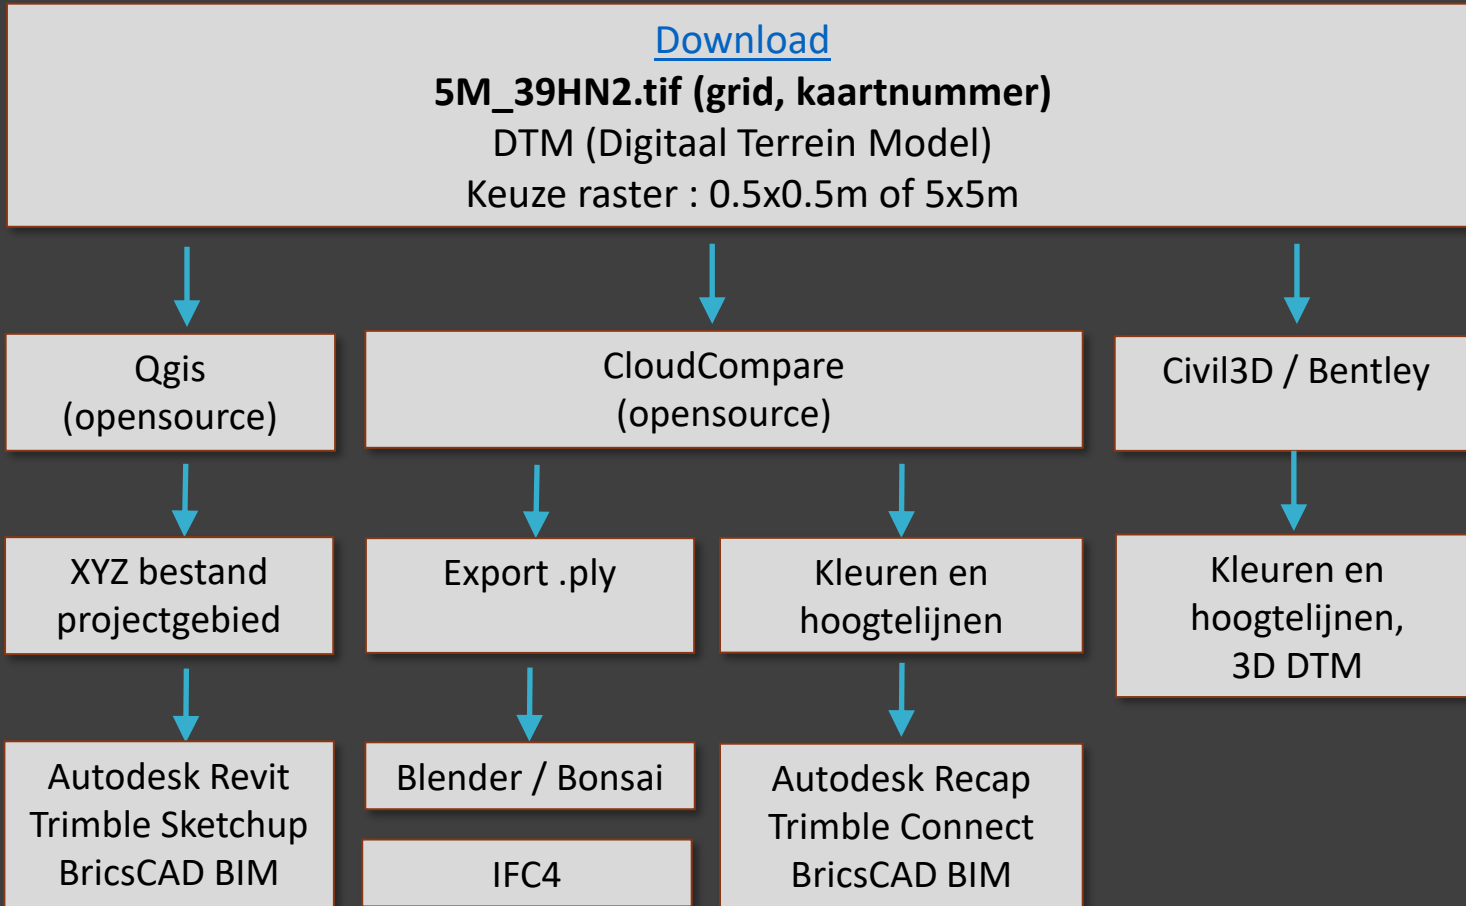 Download
5M_39HN2.tif (grid, kaartnummer)
DTM (Digitaal Terrein Model)
Keuze raster : 0.5x0.5m of 5x5m
Qgis
(opensource)
CloudCompare
(opensource)
Civil3D / Bentley
XYZ bestand
projectgebied
Export .ply
Kleuren en
hoogtelijnen
Kleuren en
hoogtelijnen,
3D DTM
Autodesk Revit
Trimble Sketchup
BricsCAD BIM
Blender / Bonsai
IFC4
Autodesk Recap
Trimble Connect
BricsCAD BIM